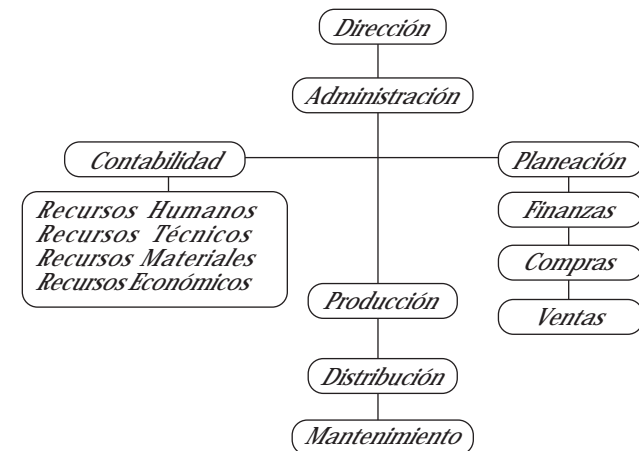 Dirección
Administración
Contabilidad
Planeación
Recursos Humanos
Recursos Técnicos
Recursos Materiales
Recursos Económicos
Finanzas
Compras
Ventas
Producción
Distribución
Mantenimiento